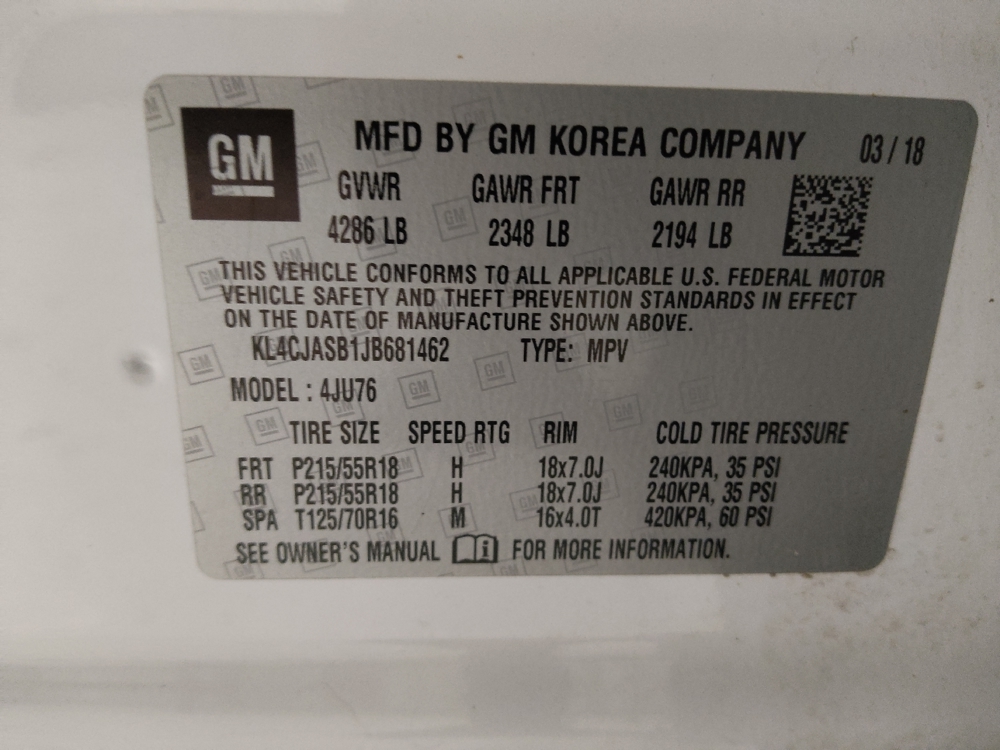 GM
MFD BY GM KOREA COMPANY 03 / 18
GVWR GAWR FRT GAWR RR
4286 LB 2348 LB 2194 LB
THIS VEHICLE CONFORMS TO ALL APPLICABLE U.S. FEDERAL MOTOR
VEHICLE SAFETY AND THEFT PREVENTION STANDARDS IN EFFECT
ON THE DATE OF MANUFACTURE SHOWN ABOVE.
KL4CJASB1JB681462 TYPE: MPV
MODEL : 4JU76
TIRE SIZE SPEED RTG RIM COLD TIRE PRESSURE
FRT P215/55R18 H 18x7.0J 240KPA, 35 PSI
RR P215/55R18 H 18x7.0J 240KPA, 35 PSI
SPA T125/70R16 M 16x4.0T 420KPA, 60 PSI
SEE OWNER'S MANUAL i FOR MORE INFORMATION.